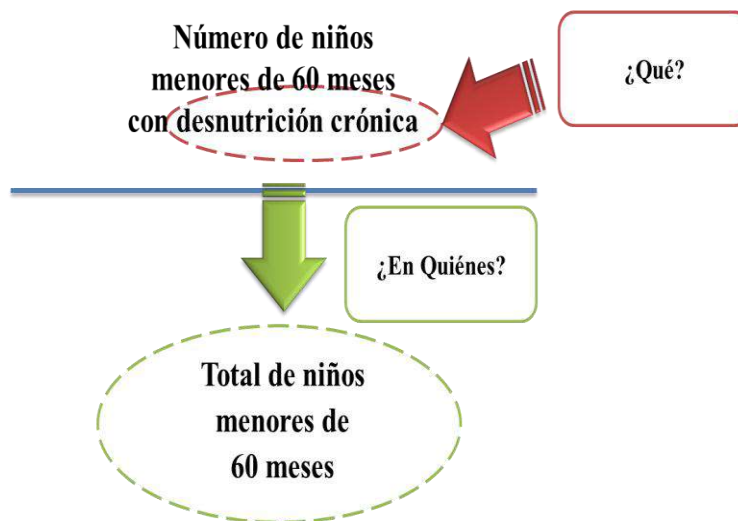 Número de niños
menores de 60 meses
con desnutrición crónica
¿Qué?
¿En Quiénes?
Total de niños
menores de
60 meses